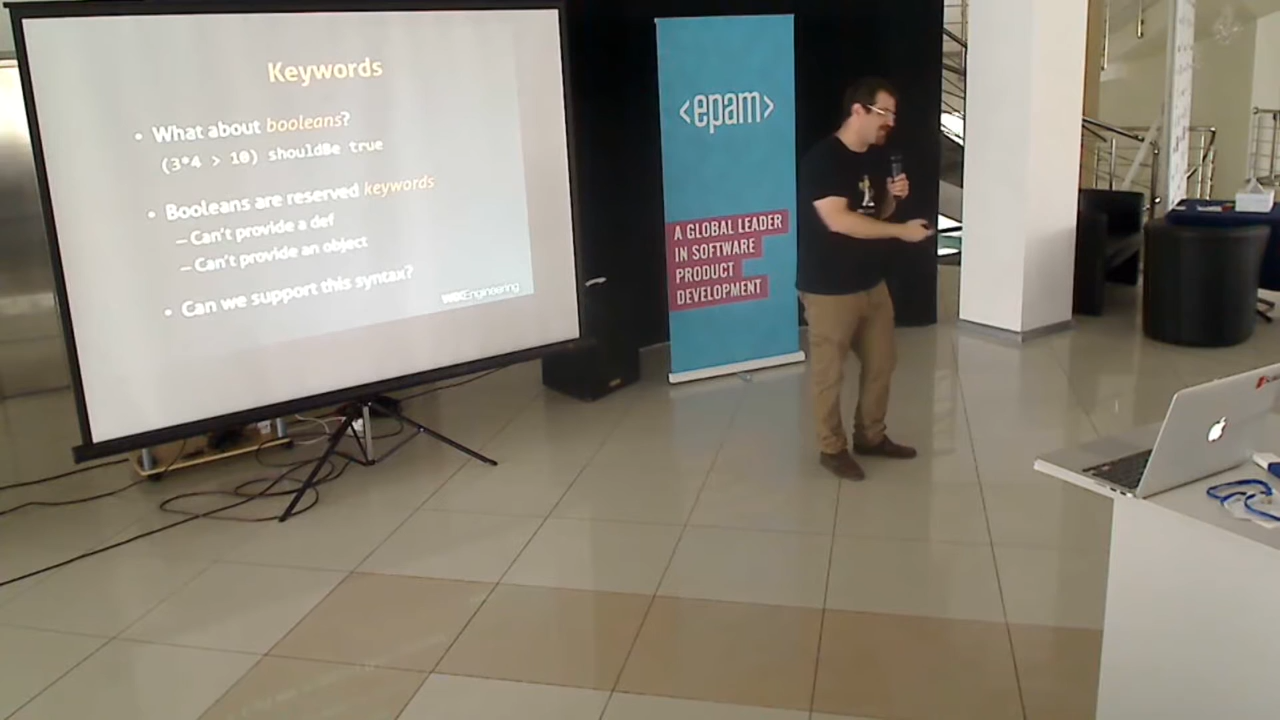 Keywords
• What about booleans?
(3*4 > 10) shouldBe true
• Booleans are reserved keywords
– Can't provide a def
– Can't provide an object
• Can we support this syntax?
WIXEngineering
<epam>
A GLOBAL LEADER
IN SOFTWARE
PRODUCT
DEVELOPMENT